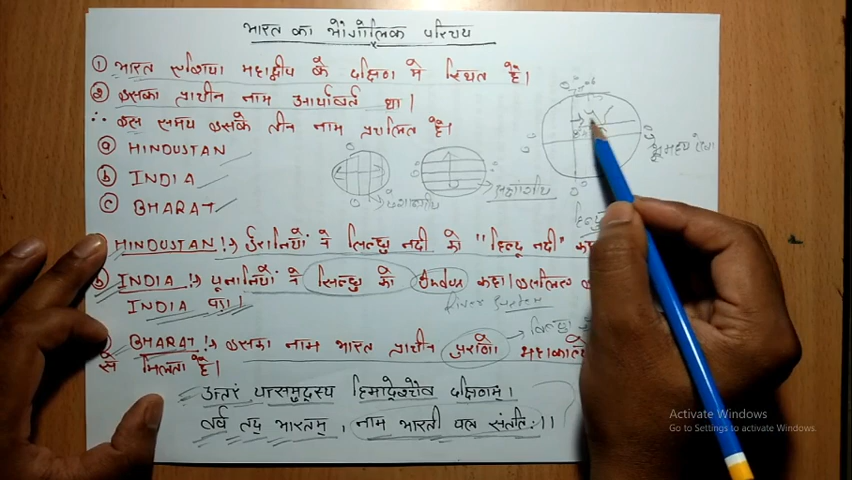 भारत का भौगोलिक परिचय
① भारत एशिया महाद्वीप के दक्षिण मे स्थित है।
② इसका प्राचीन नाम आर्यावर्त था।
∴ इस समय इसके तीन नाम प्रचलित है।
ⓐ HINDUSTAN
ⓑ INDIA
ⓒ BHARAT
HINDUSTAN :→ ईरानियों ने सिन्धु नदी को "हिन्दू नदी"
INDIA :→ यूनानियों ने सिन्धु को Indus कहा।
River System
INDIA पड़ा।
BHARAT :→ इसका नाम भारत प्राचीन पुराणो
से मिलता है।
उत्तरं यत्समुद्रस्य हिमाद्रेश्चैव दक्षिणाम्।
वर्ष तद् भारतम्, नाम भारती यत्र संतति:।।
Activate Windows
Go to Settings to activate Windows.